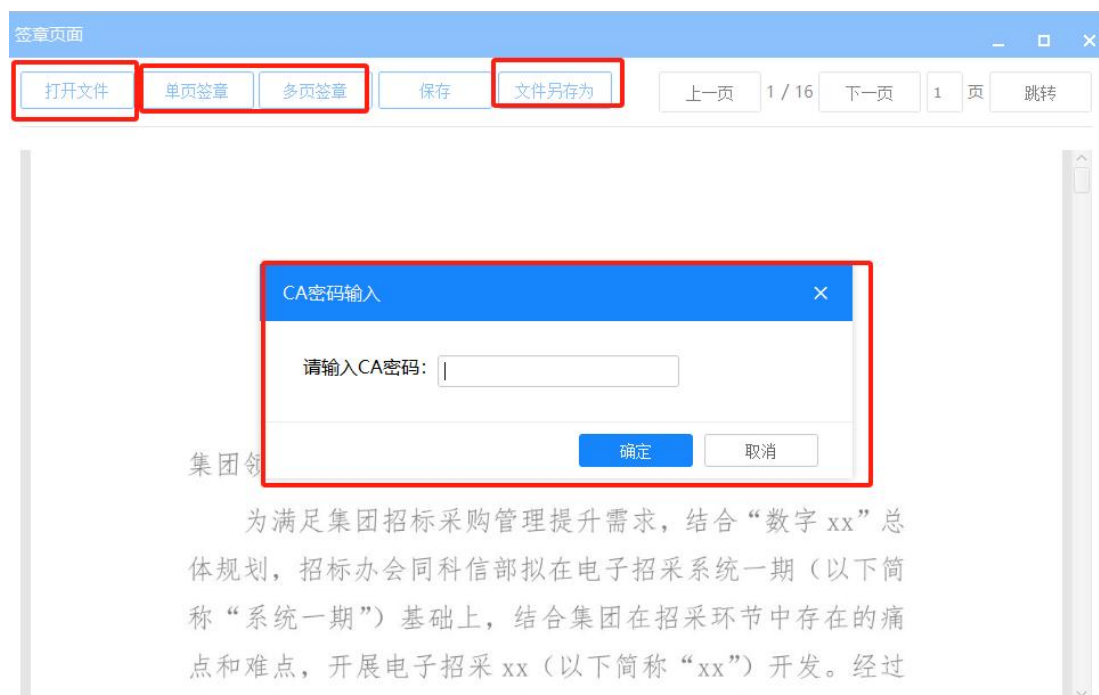 签章页面
打开文件 单页签章 多页签章 保存 文件另存为 上一页 1 / 16 下一页 1 页 跳转
CA密码输入
请输入CA密码：
确定 取消
集团领
为满足集团招标采购管理提升需求，结合“数字 xx”总
体规划，招标办会同科信部拟在电子招采系统一期（以下简
称“系统一期”）基础上，结合集团在招采环节中存在的痛
点和难点，开展电子招采 xx（以下简称“xx”）开发。经过